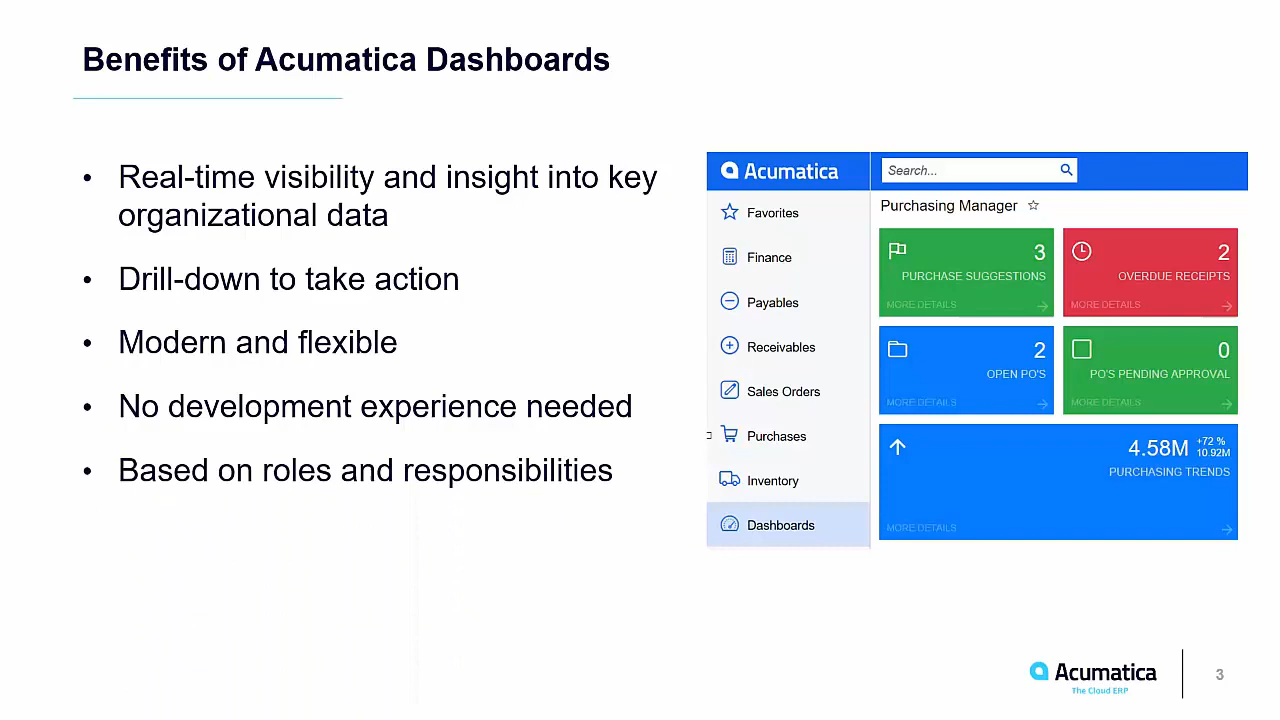 Benefits of Acumatica Dashboards
• Real-time visibility and insight into key
organizational data
• Drill-down to take action
• Modern and flexible
• No development experience needed
• Based on roles and responsibilities
Acumatica
Search...
Favorites
Finance
Payables
Receivables
Sales Orders
Purchases
Inventory
Dashboards
Purchasing Manager
3
PURCHASE SUGGESTIONS
MORE DETAILS
2
OVERDUE RECEIPTS
MORE DETAILS
2
OPEN PO'S
MORE DETAILS
0
PO'S PENDING APPROVAL
MORE DETAILS
4.58M +72 %
10.92M
PURCHASING TRENDS
MORE DETAILS
Acumatica
The Cloud ERP
3